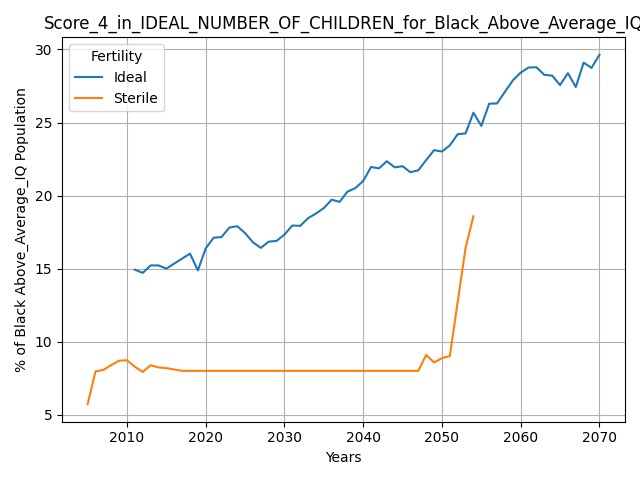 Score_4_in_IDEAL_NUMBER_OF_CHILDREN_for_Black_Above_Average_IQ
Fertility
Ideal
Sterile
% of Black Above_Average_IQ Population
30
25
20
15
10
5
2010 2020 2030 2040 2050 2060 2070
Years